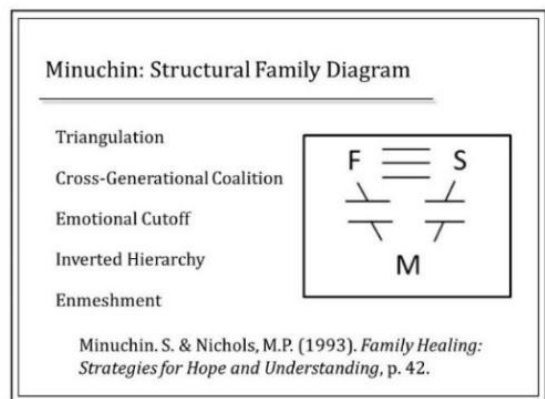 Minuchin: Structural Family Diagram
Triangulation
Cross-Generational Coalition
Emotional Cutoff
Inverted Hierarchy
Enmeshment
F S
M
Minuchin. S. & Nichols, M.P. (1993). Family Healing:
Strategies for Hope and Understanding, p. 42.